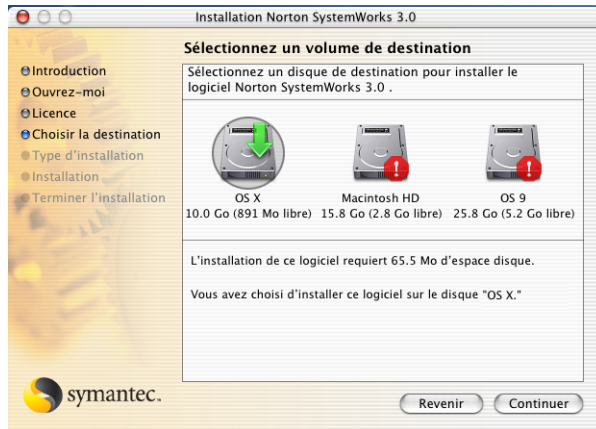 Installation Norton SystemWorks 3.0
Sélectionnez un volume de destination
Introduction
Ouvrez-moi
Licence
Choisir la destination
Type d'installation
Installation
Terminer l'installation
Sélectionnez un disque de destination pour installer le
logiciel Norton SystemWorks 3.0 .
OS X
10.0 Go (891 Mo libre)
Macintosh HD
15.8 Go (2.8 Go libre)
OS 9
25.8 Go (5.2 Go libre)
L'installation de ce logiciel requiert 65.5 Mo d'espace disque.
Vous avez choisi d'installer ce logiciel sur le disque "OS X."
symantec.
Revenir
Continuer